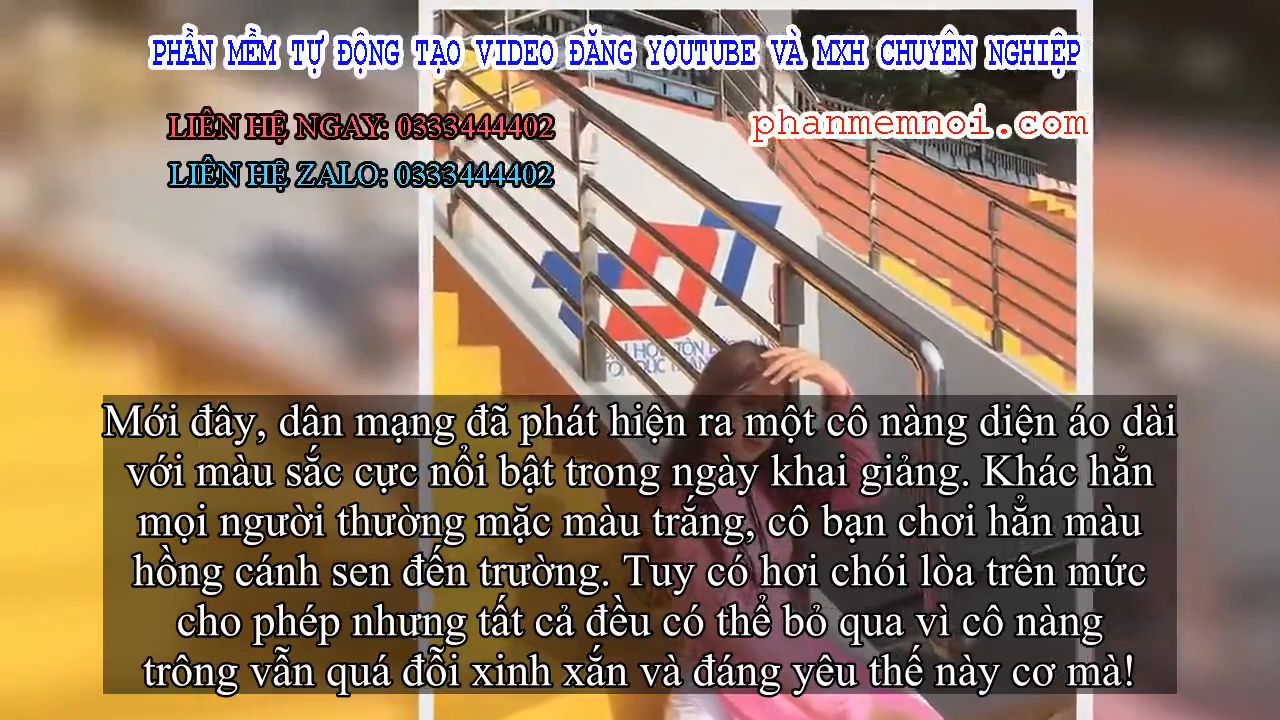 PHẦN MỀM TỰ ĐỘNG TẠO VIDEO ĐĂNG YOUTUBE VÀ MXH CHUYÊN NGHIỆP
LIÊN HỆ NGAY: 0333444402
phanmemnoi.com
LIÊN HỆ ZALO: 0333444402
Mới đây, dân mạng đã phát hiện ra một cô nàng diện áo dài
với màu sắc cực nổi bật trong ngày khai giảng. Khác hẳn
mọi người thường mặc màu trắng, cô bạn chơi hẳn màu
hồng cánh sen đến trường. Tuy có hơi chói lòa trên mức
cho phép nhưng tất cả đều có thể bỏ qua vì cô nàng
trông vẫn quá đỗi xinh xắn và đáng yêu thế này cơ mà!